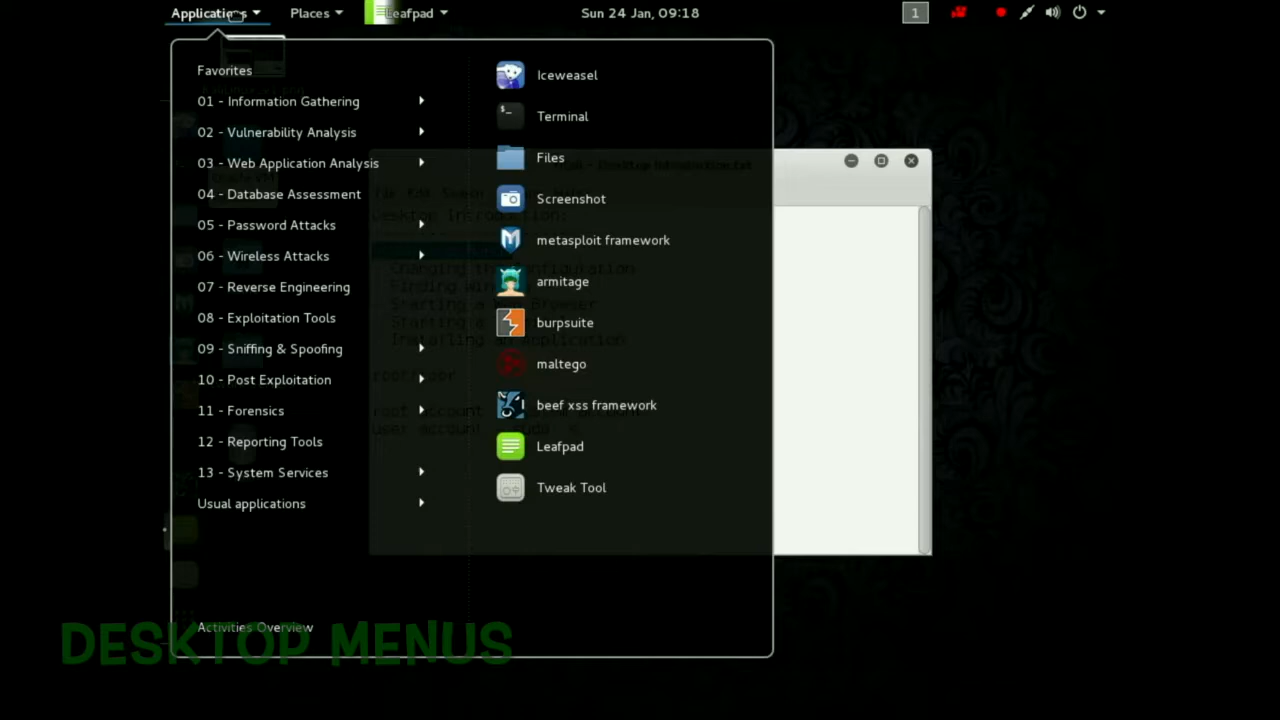 Applications
Places
Leafpad
Sun 24 Jan, 09:18
1
Favorites
01 - Information Gathering
02 - Vulnerability Analysis
03 - Web Application Analysis
04 - Database Assessment
05 - Password Attacks
06 - Wireless Attacks
07 - Reverse Engineering
08 - Exploitation Tools
09 - Sniffing & Spoofing
10 - Post Exploitation
11 - Forensics
12 - Reporting Tools
13 - System Services
Usual applications
Activities Overview
Iceweasel
Terminal
Files
Screenshot
metasploit framework
armitage
burpsuite
maltego
beef xss framework
Leafpad
Tweak Tool
Desktop Introduction:
DESKTOP MENUS